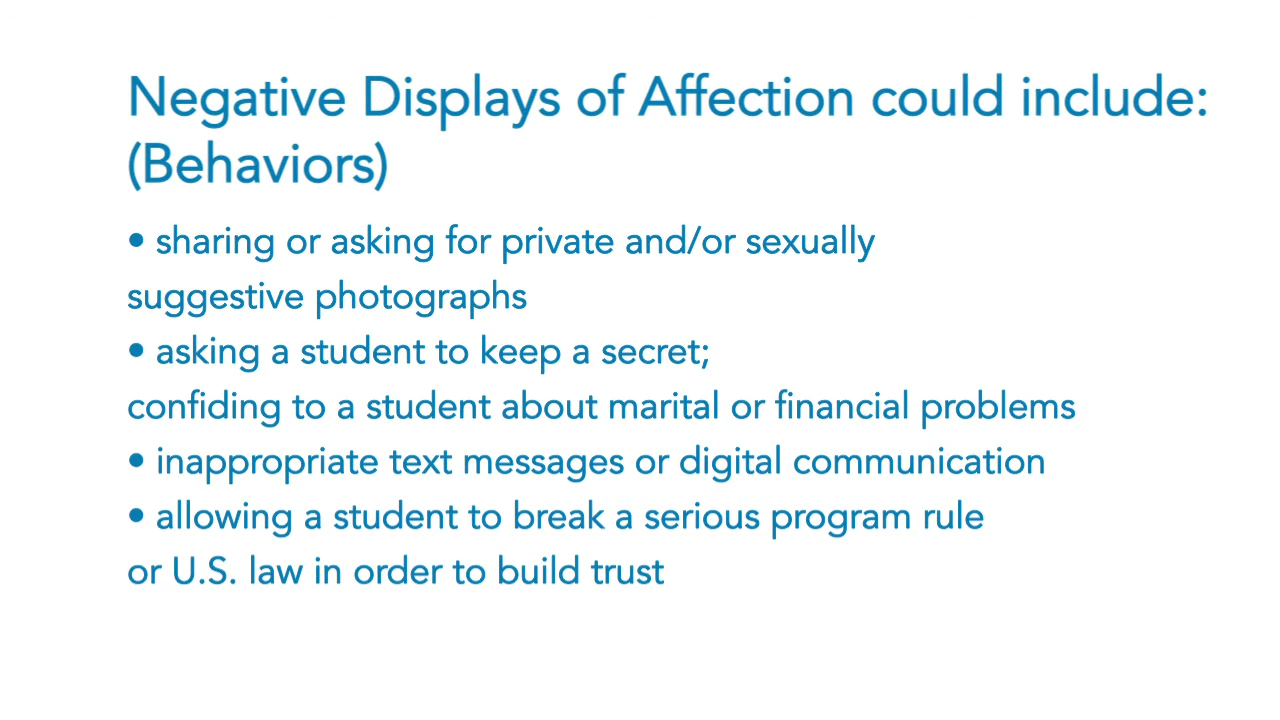 Negative Displays of Affection could include:
(Behaviors)
• sharing or asking for private and/or sexually
suggestive photographs
• asking a student to keep a secret;
confiding to a student about marital or financial problems
• inappropriate text messages or digital communication
• allowing a student to break a serious program rule
or U.S. law in order to build trust